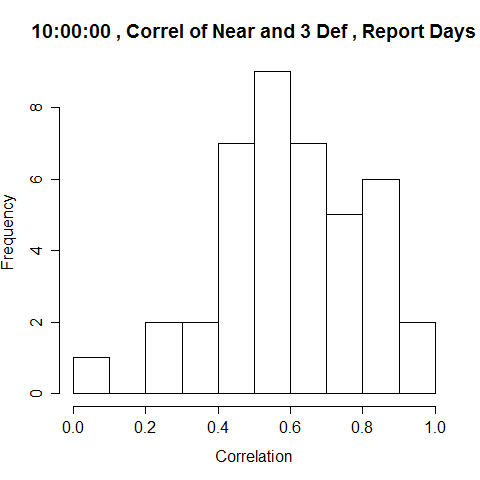 10:00:00 , Correl of Near and 3 Def , Report Days
Frequency
8
6
4
2
0
0.0 0.2 0.4 0.6 0.8 1.0
Correlation